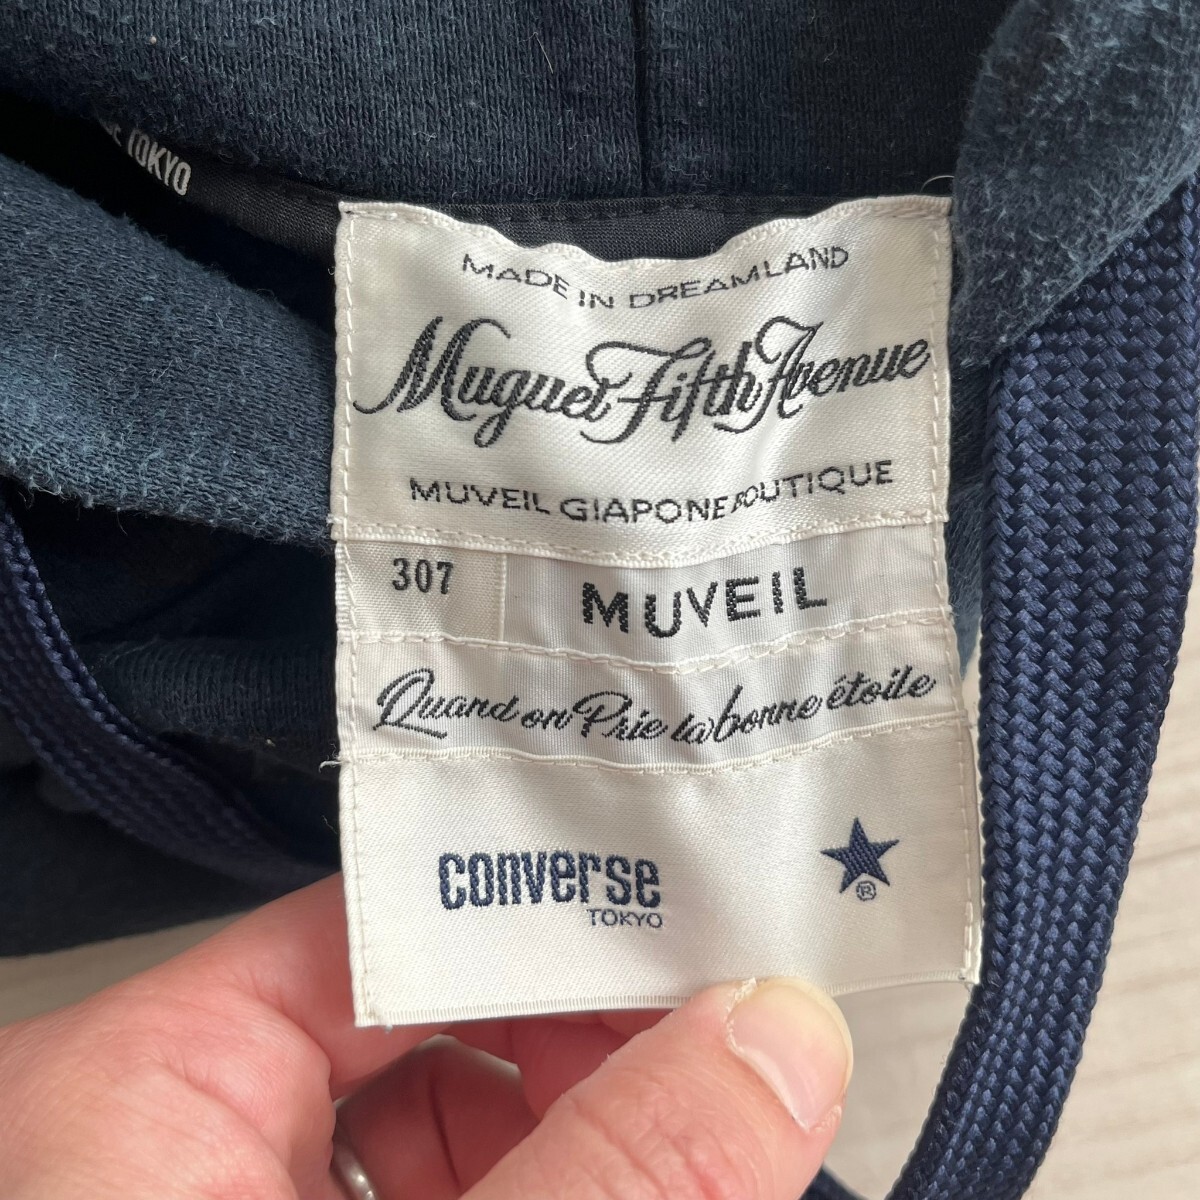 TOKYO
MADE IN DREAMLAND
Muguet Fifth Avenue
MUVEIL GIAPONE BOUTIQUE
307
MUVEIL
Quand on Prie la bonne étoile
converse
TOKYO
®